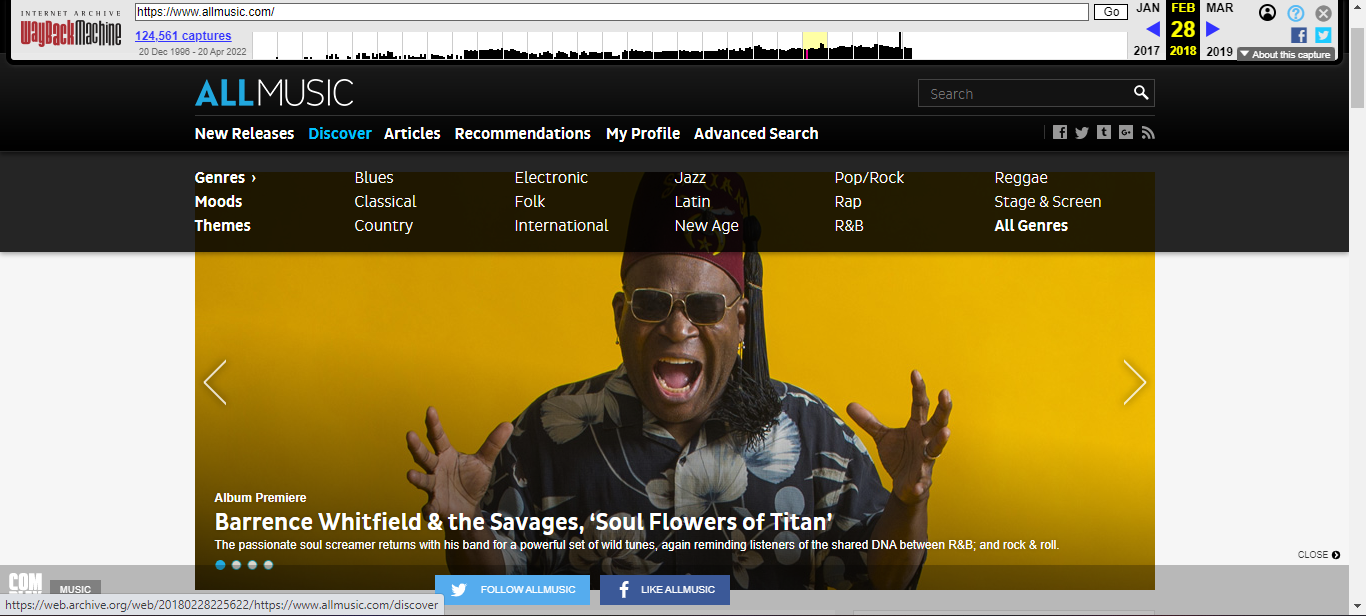 INTERNET ARCHIVE
WayBackMachine
https://www.allmusic.com/
Go
JAN
FEB
MAR
124,561 captures
28
20 Dec 1996 - 20 Apr 2022
2017
2018
2019
About this capture
ALLMUSIC
Search
New Releases Discover Articles Recommendations My Profile Advanced Search
Genres › Blues Electronic Jazz Pop/Rock Reggae
Moods Classical Folk Latin Rap Stage & Screen
Themes Country International New Age R&B All Genres
Album Premiere
Barrence Whitfield & the Savages, ‘Soul Flowers of Titan’
The passionate soul screamer returns with his band for a powerful set of wild tunes, again reminding listeners of the shared DNA between R&B; and rock & roll.
CLOSE
MUSIC
FOLLOW ALLMUSIC
LIKE ALLMUSIC
https://web.archive.org/web/20180228225622/https://www.allmusic.com/discover